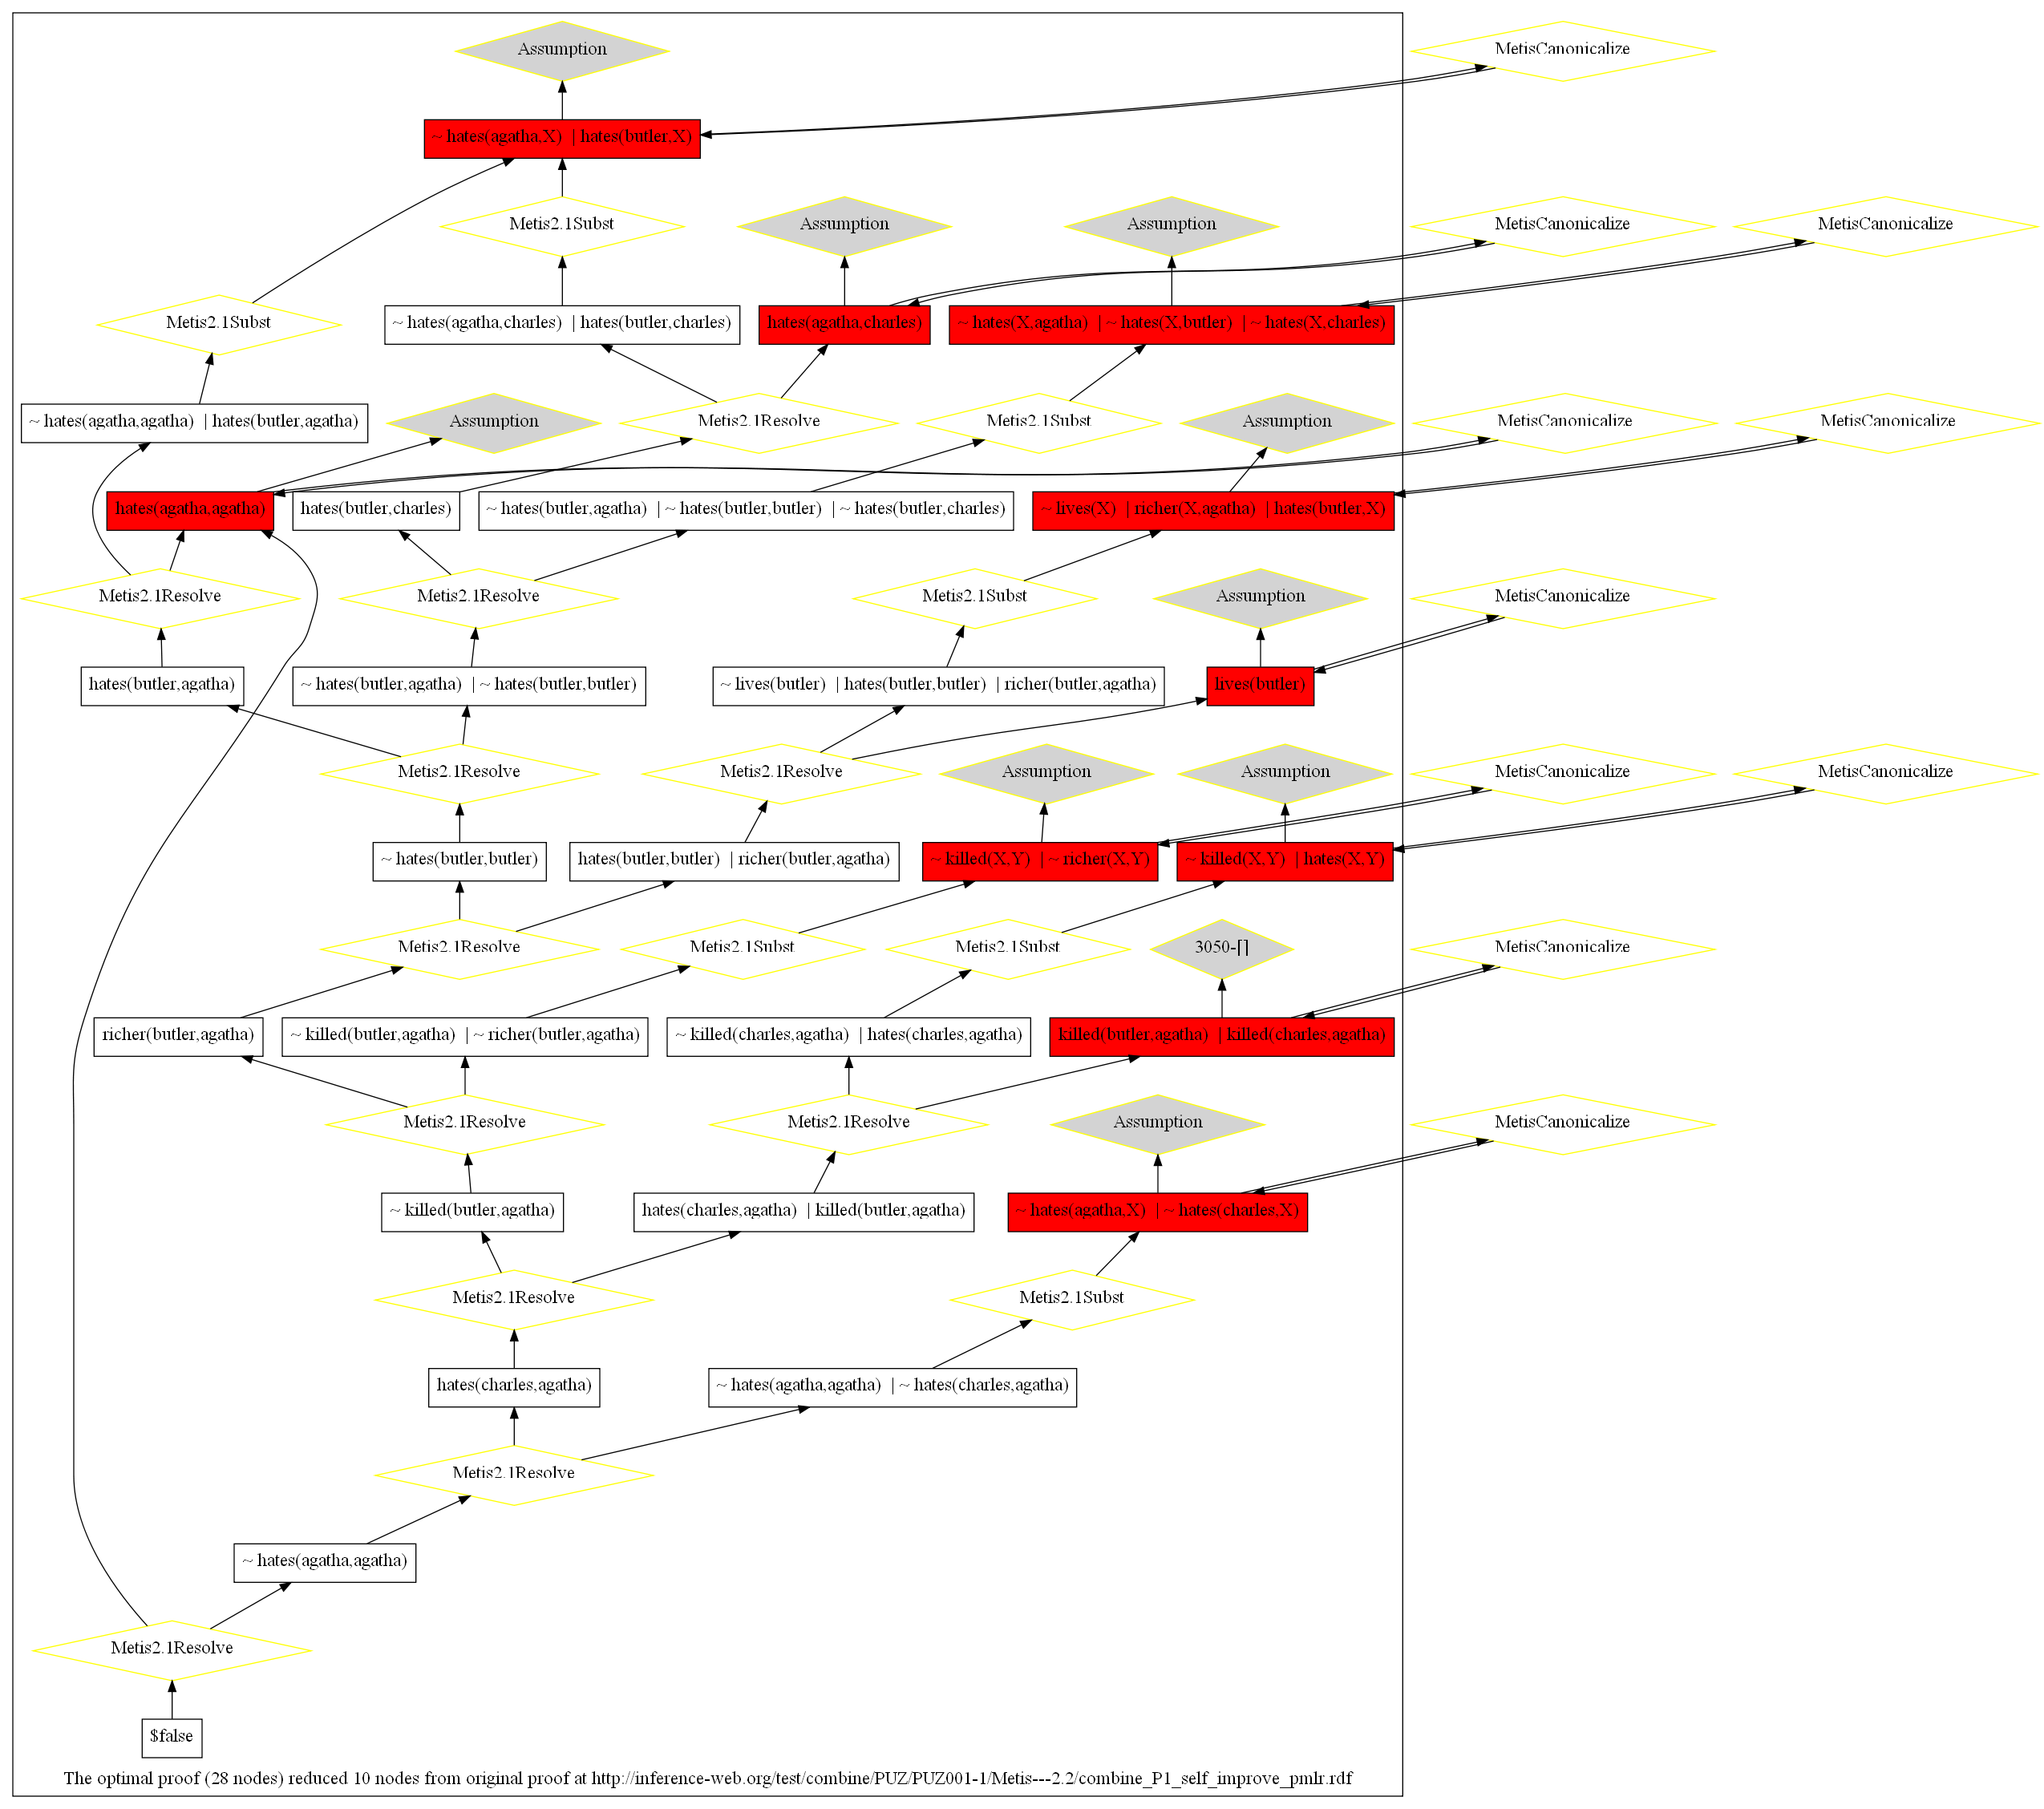 Assumption
MetisCanonicalize
~ hates(agatha,X) | hates(butler,X)
Metis2.1Subst
Assumption
Assumption
MetisCanonicalize
MetisCanonicalize
Metis2.1Subst
~ hates(agatha,charles) | hates(butler,charles)
hates(agatha,charles)
~ hates(X,agatha) | ~ hates(X,butler) | ~ hates(X,charles)
~ hates(agatha,agatha) | hates(butler,agatha)
Assumption
Metis2.1Resolve
Metis2.1Subst
Assumption
MetisCanonicalize
MetisCanonicalize
hates(agatha,agatha)
hates(butler,charles)
~ hates(butler,agatha) | ~ hates(butler,butler) | ~ hates(butler,charles)
~ lives(X) | richer(X,agatha) | hates(butler,X)
Metis2.1Resolve
Metis2.1Resolve
Metis2.1Subst
Assumption
MetisCanonicalize
hates(butler,agatha)
~ hates(butler,agatha) | ~ hates(butler,butler)
~ lives(butler) | hates(butler,butler) | richer(butler,agatha)
lives(butler)
Metis2.1Resolve
Metis2.1Resolve
Assumption
Assumption
MetisCanonicalize
MetisCanonicalize
~ hates(butler,butler)
hates(butler,butler) | richer(butler,agatha)
~ killed(X,Y) | ~ richer(X,Y)
~ killed(X,Y) | hates(X,Y)
Metis2.1Resolve
Metis2.1Subst
Metis2.1Subst
3050-[]
MetisCanonicalize
richer(butler,agatha)
~ killed(butler,agatha) | ~ richer(butler,agatha)
~ killed(charles,agatha) | hates(charles,agatha)
killed(butler,agatha) | killed(charles,agatha)
Metis2.1Resolve
Metis2.1Resolve
Assumption
MetisCanonicalize
~ killed(butler,agatha)
hates(charles,agatha) | killed(butler,agatha)
~ hates(agatha,X) | ~ hates(charles,X)
Metis2.1Resolve
Metis2.1Subst
hates(charles,agatha)
~ hates(agatha,agatha) | ~ hates(charles,agatha)
Metis2.1Resolve
~ hates(agatha,agatha)
Metis2.1Resolve
$false
The optimal proof (28 nodes) reduced 10 nodes from original proof at http://inference-web.org/test/combine/PUZ/PUZ001-1/Metis---2.2/combine_P1_self_improve_pmlr.rdf